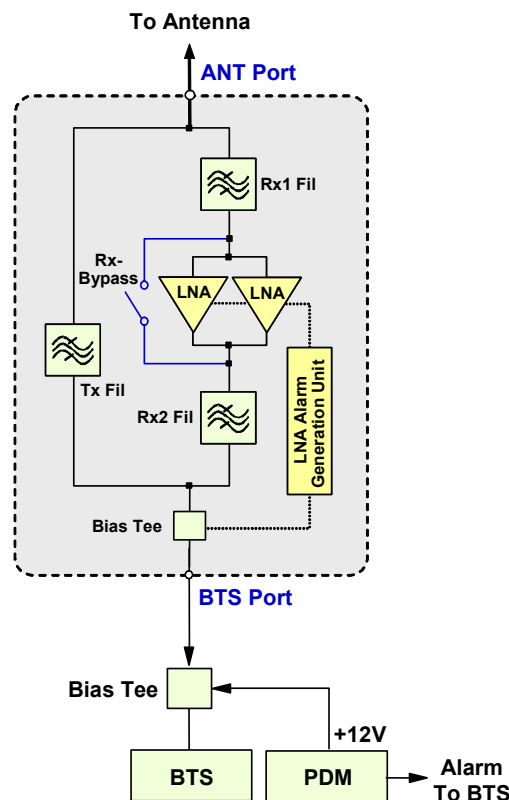 To Antenna
ANT Port
Rx1 Fil
Rx-
Bypass
LNA
LNA
Tx Fil
Rx2 Fil
LNA Alarm
Generation Unit
Bias Tee
BTS Port
Bias Tee
+12V
BTS
PDM
Alarm
To BTS